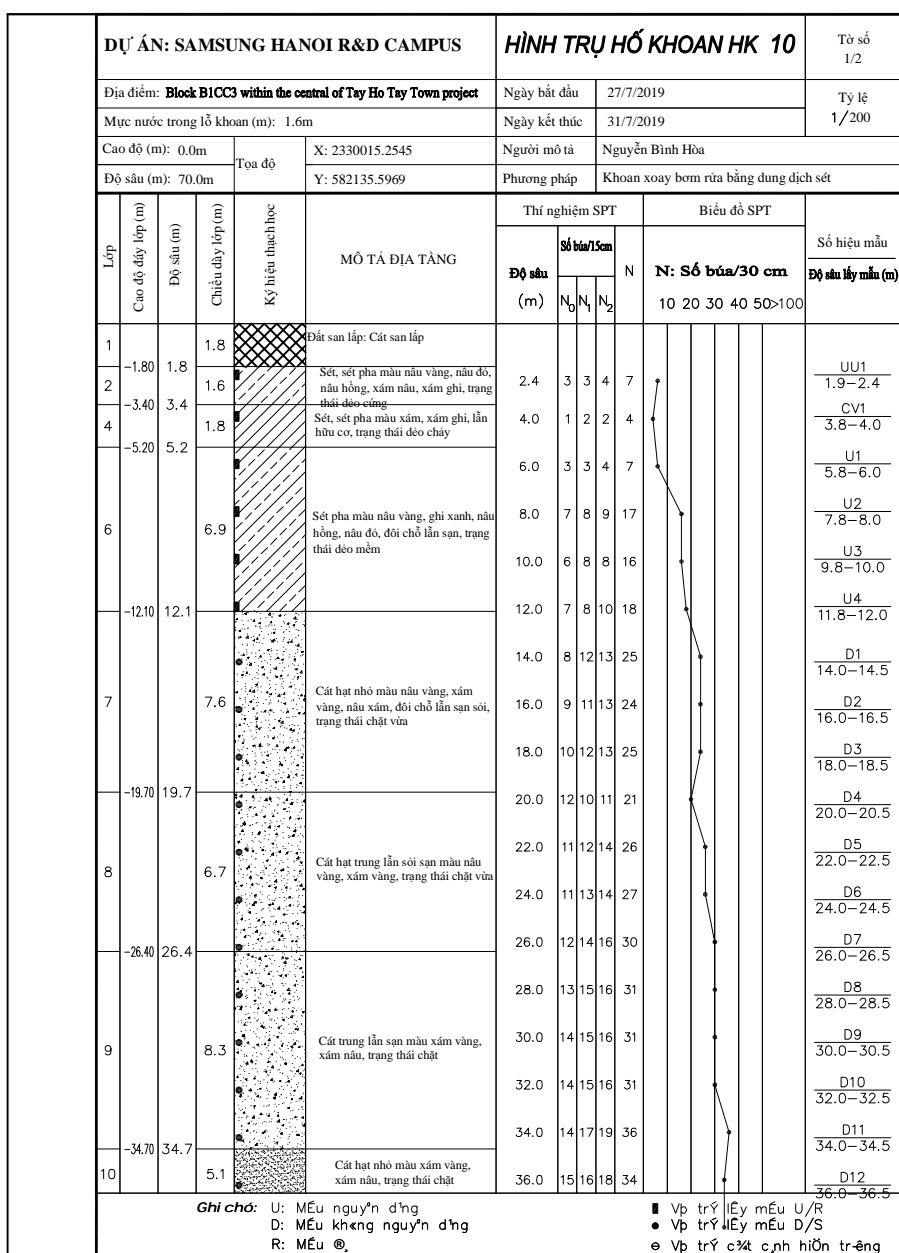 DỰ ÁN: SAMSUNG HANOI R&D CAMPUS
HÌNH TRỤ HỐ KHOAN HK 10
Tờ số
1/2
Địa điểm: Block B1CC3 within the central of Tay Ho Tay Town project
Ngày bắt đầu 27/7/2019
Tỷ lệ
1/200
Mực nước trong lỗ khoan (m): 1.6m
Ngày kết thúc 31/7/2019
Cao độ (m): 0.0m
Tọa độ
X: 2330015.2545
Người mô tả Nguyễn Bình Hòa
Độ sâu (m): 70.0m
Y: 582135.5969
Phương pháp Khoan xoay bơm rửa bằng dung dịch sét
Lớp
Cao độ đáy lớp (m)
Độ sâu (m)
Chiều dày lớp (m)
Ký hiệu thạch học
MÔ TẢ ĐỊA TẦNG
Thí nghiệm SPT
Độ sâu
(m)
Số búa/15cm
N0 N1 N2
N
Biểu đồ SPT
N: Số búa/30 cm
10 20 30 40 50>100
Số hiệu mẫu
Độ sâu lấy mẫu (m)
1 1.8
Đất san lấp: Cát san lấp
-1.80 1.8
2 1.6
Sét, sét pha màu nâu vàng, nâu đỏ,
nâu hồng, xám nâu, xám ghi, trạng
thái dẻo cứng
2.4 3 3 4 7
UU1
1.9-2.4
-3.40 3.4
4 1.8
Sét, sét pha màu xám, xám ghi, lẫn
hữu cơ, trạng thái dẻo chảy
4.0 1 2 2 4
CV1
3.8-4.0
-5.20 5.2
6.0 3 3 4 7
U1
5.8-6.0
6 6.9
Sét pha màu nâu vàng, ghi xanh, nâu
hồng, nâu đỏ, đôi chỗ lẫn sạn, trạng
thái dẻo mềm
8.0 7 8 9 17
U2
7.8-8.0
10.0 6 8 8 16
U3
9.8-10.0
12.0 7 8 10 18
U4
11.8-12.0
-12.10 12.1
14.0 8 12 13 25
D1
14.0-14.5
7 7.6
Cát hạt nhỏ màu nâu vàng, xám
vàng, nâu xám, đôi chỗ lẫn sạn sỏi,
trạng thái chặt vừa
16.0 9 11 13 24
D2
16.0-16.5
18.0 10 12 13 25
D3
18.0-18.5
-19.70 19.7
20.0 12 10 11 21
D4
20.0-20.5
22.0 11 12 14 26
D5
22.0-22.5
8 6.7
Cát hạt trung lẫn sỏi sạn màu nâu
vàng, xám vàng, trạng thái chặt vừa
24.0 11 13 14 27
D6
24.0-24.5
-26.40 26.4
26.0 12 14 16 30
D7
26.0-26.5
28.0 13 15 16 31
D8
28.0-28.5
9 8.3
Cát trung lẫn sạn màu xám vàng,
xám nâu, trạng thái chặt
30.0 14 15 16 31
D9
30.0-30.5
32.0 14 15 16 31
D10
32.0-32.5
34.0 14 17 19 36
D11
34.0-34.5
-34.70 34.7
10 5.1
Cát hạt nhỏ màu xám vàng,
xám nâu, trạng thái chặt
36.0 15 16 18 34
D12
36.0-36.5
Ghi chó: U: MÉu nguyªn d¹ng
D: MÉu kh«ng nguyªn d¹ng
R: MÉu ®¸
Vþ trÝ lÊy mÉu U/R
Vþ trÝ lÊy mÉu D/S
Vþ trÝ c¾t c¸nh hiÖn tr-êng